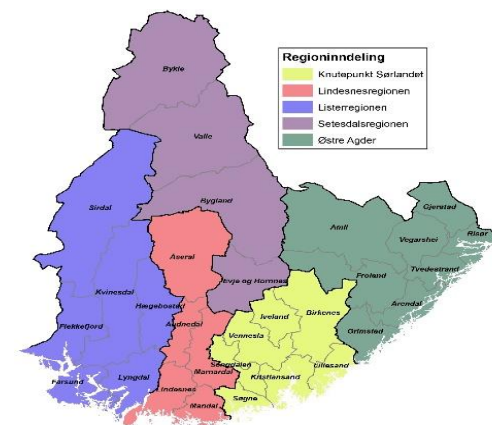 Regioninndeling
Knutepunkt Sørlandet
Lindesnesregionen
Listerregionen
Setesdalsregionen
Østre Agder
Bykle
Valle
Bygland
Sirdal
Åseral
Evje og Hornnes
Kvinesdal
Hægebostad
Flekkefjord
Audnedal
Farsund
Lyngdal
Lindesnes
Marnardal
Mandal
Iveland
Birkenes
Vennesla
Songdalen
Kristiansand
Lillesand
Søgne
Åmli
Gjerstad
Vegårshei
Risør
Tvedestrand
Froland
Arendal
Grimstad